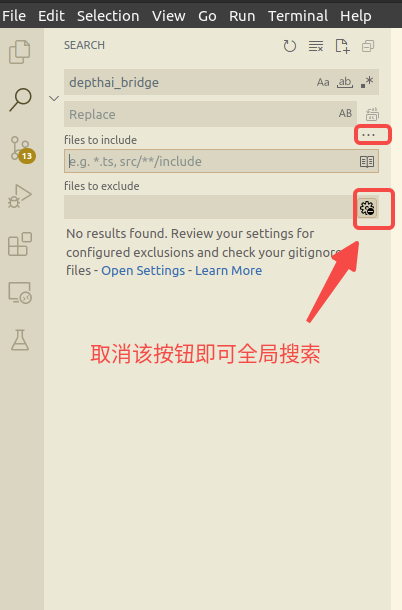 File Edit Selection View Go Run Terminal Help
SEARCH
depthai_bridge Aa ab .*
Replace AB
...
files to include
e.g. *.ts, src/**/include
files to exclude
No results found. Review your settings for
configured exclusions and check your gitignore
files - Open Settings - Learn More
13
取消该按钮即可全局搜索